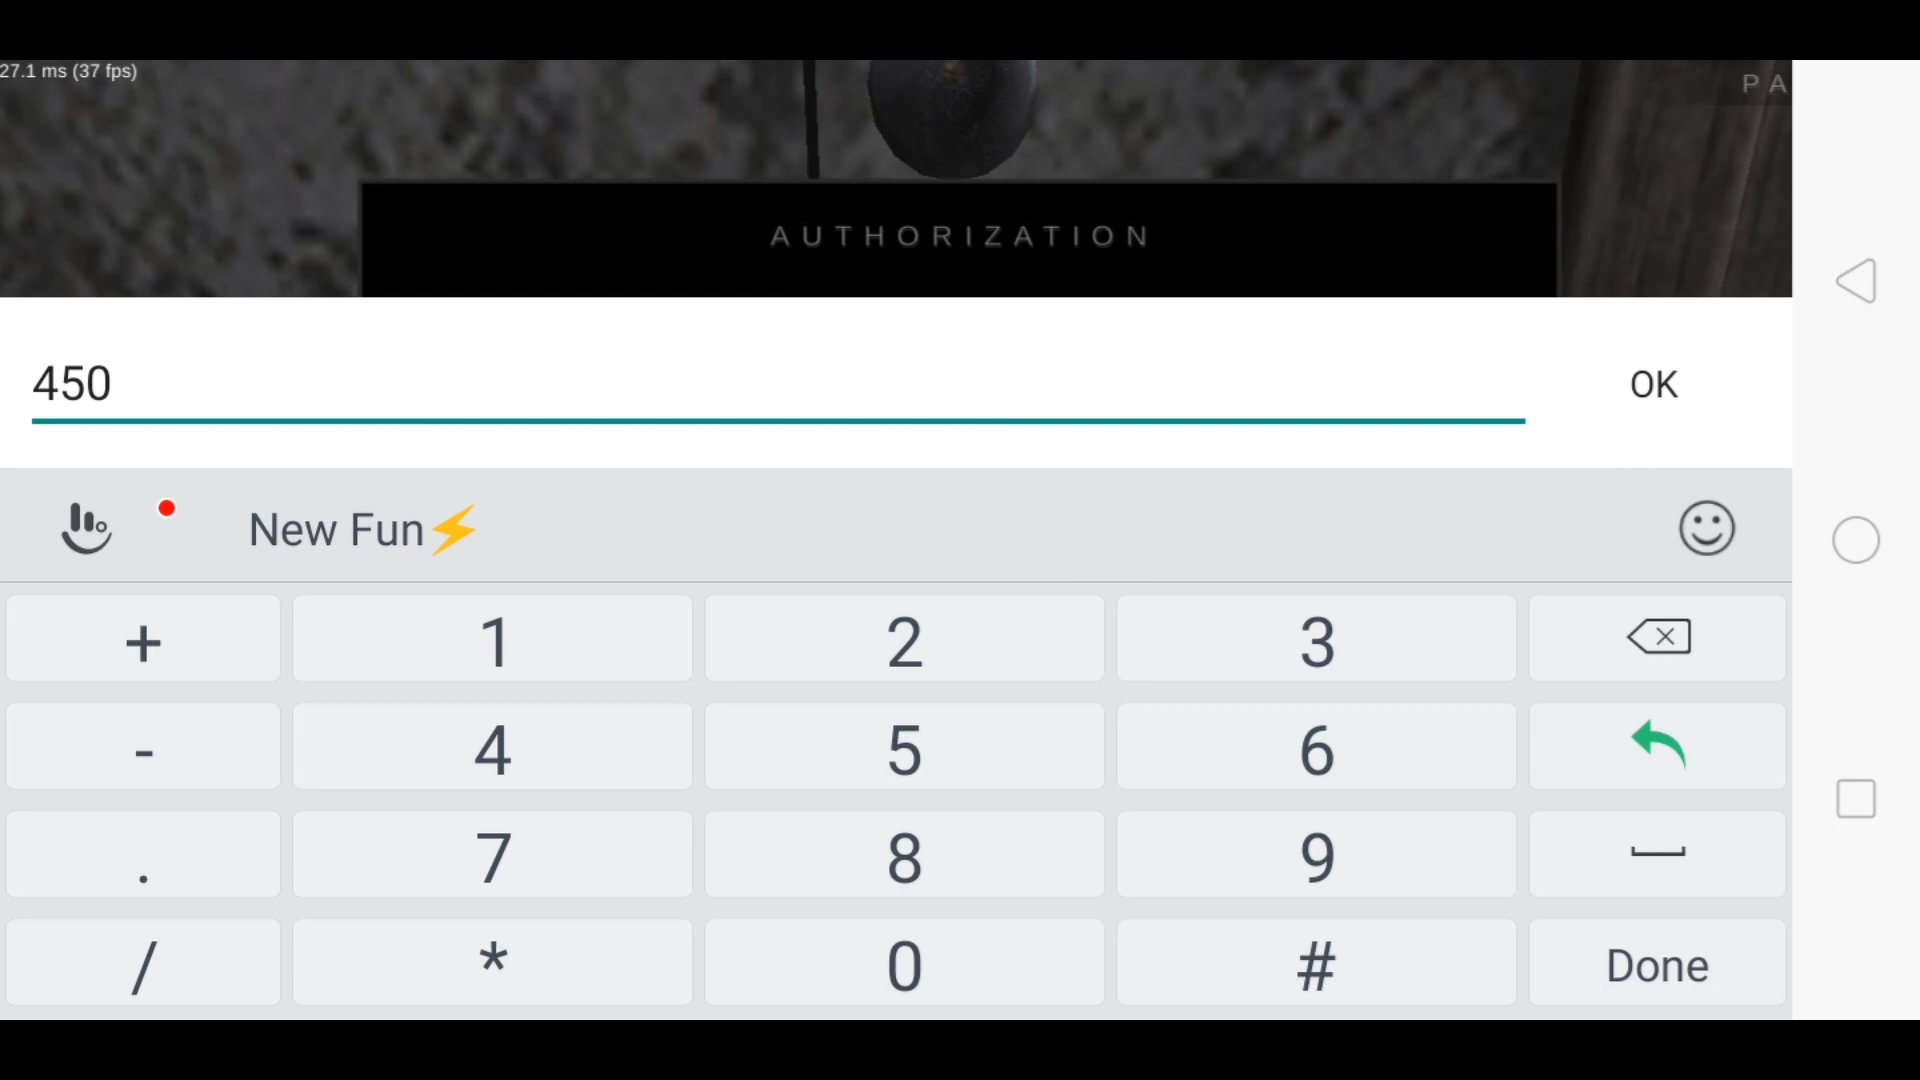 27.1 ms (37 fps)
PA
AUTHORIZATION
450
OK
New Fun⚡
+ 1 2 3
- 4 5 6
. 7 8 9
/ * 0 # Done